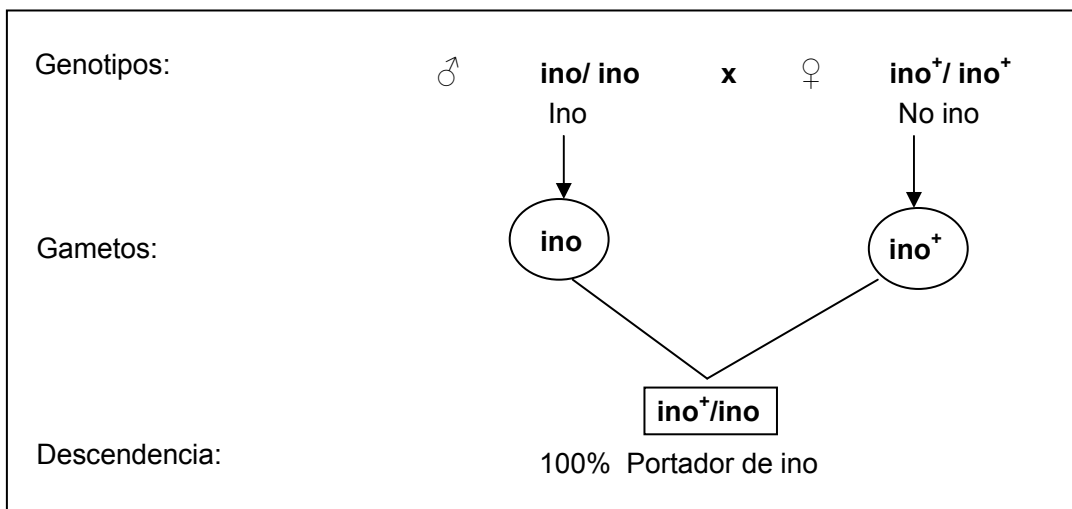 Genotipos: ♂ ino/ ino x ♀ ino⁺/ ino⁺
Ino No ino
Gametos: ino ino⁺
ino⁺/ino
Descendencia: 100% Portador de ino